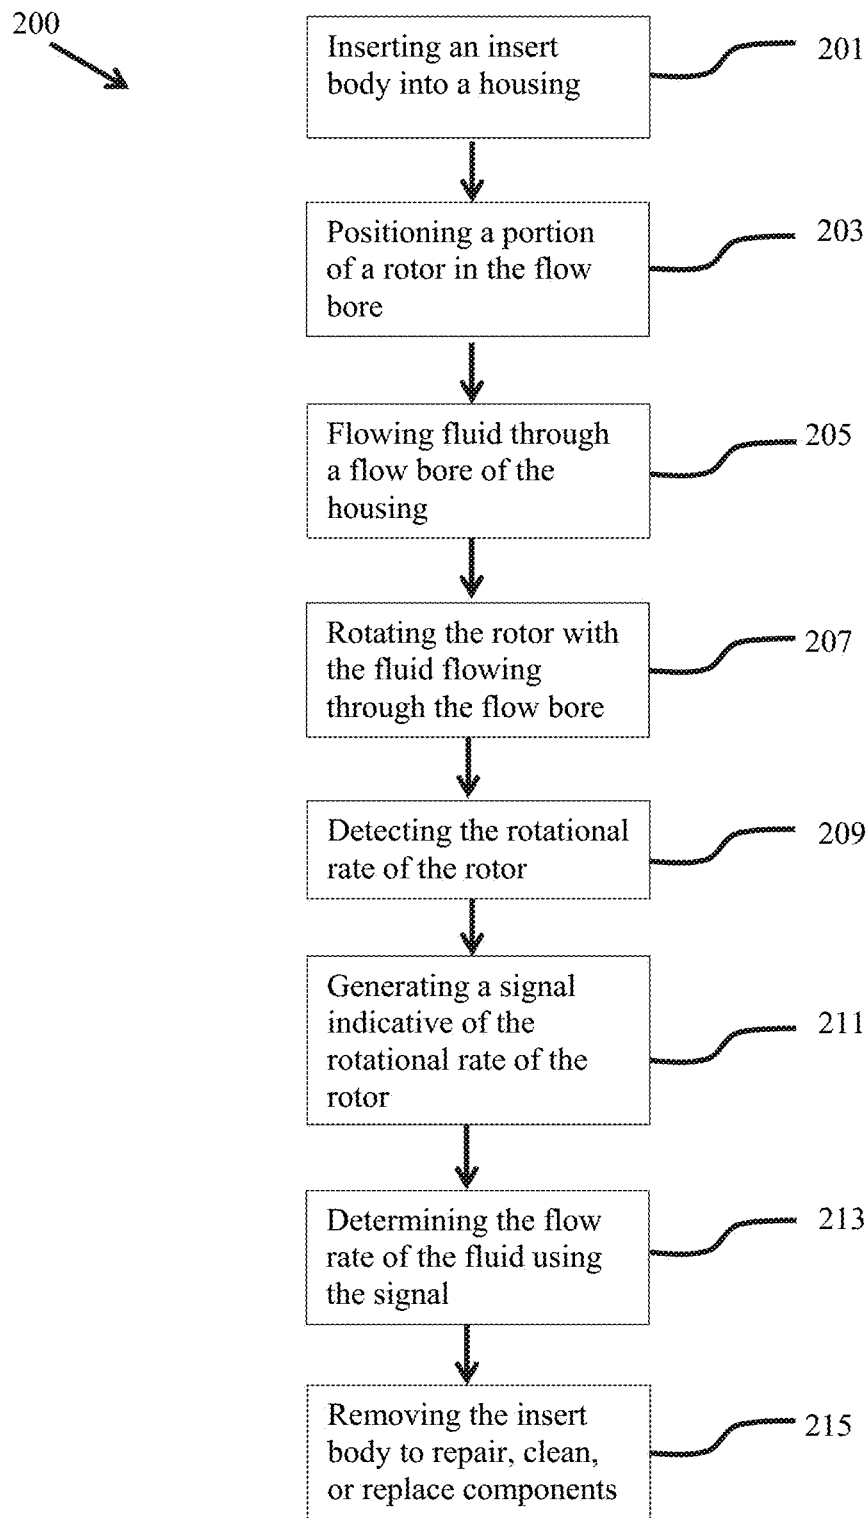 200
Inserting an insert
body into a housing
201
Positioning a portion
of a rotor in the flow
bore
203
Flowing fluid through
a flow bore of the
housing
205
Rotating the rotor with
the fluid flowing
through the flow bore
207
Detecting the rotational
rate of the rotor
209
Generating a signal
indicative of the
rotational rate of the
rotor
211
Determining the flow
rate of the fluid using
the signal
213
Removing the insert
body to repair, clean,
or replace components
215